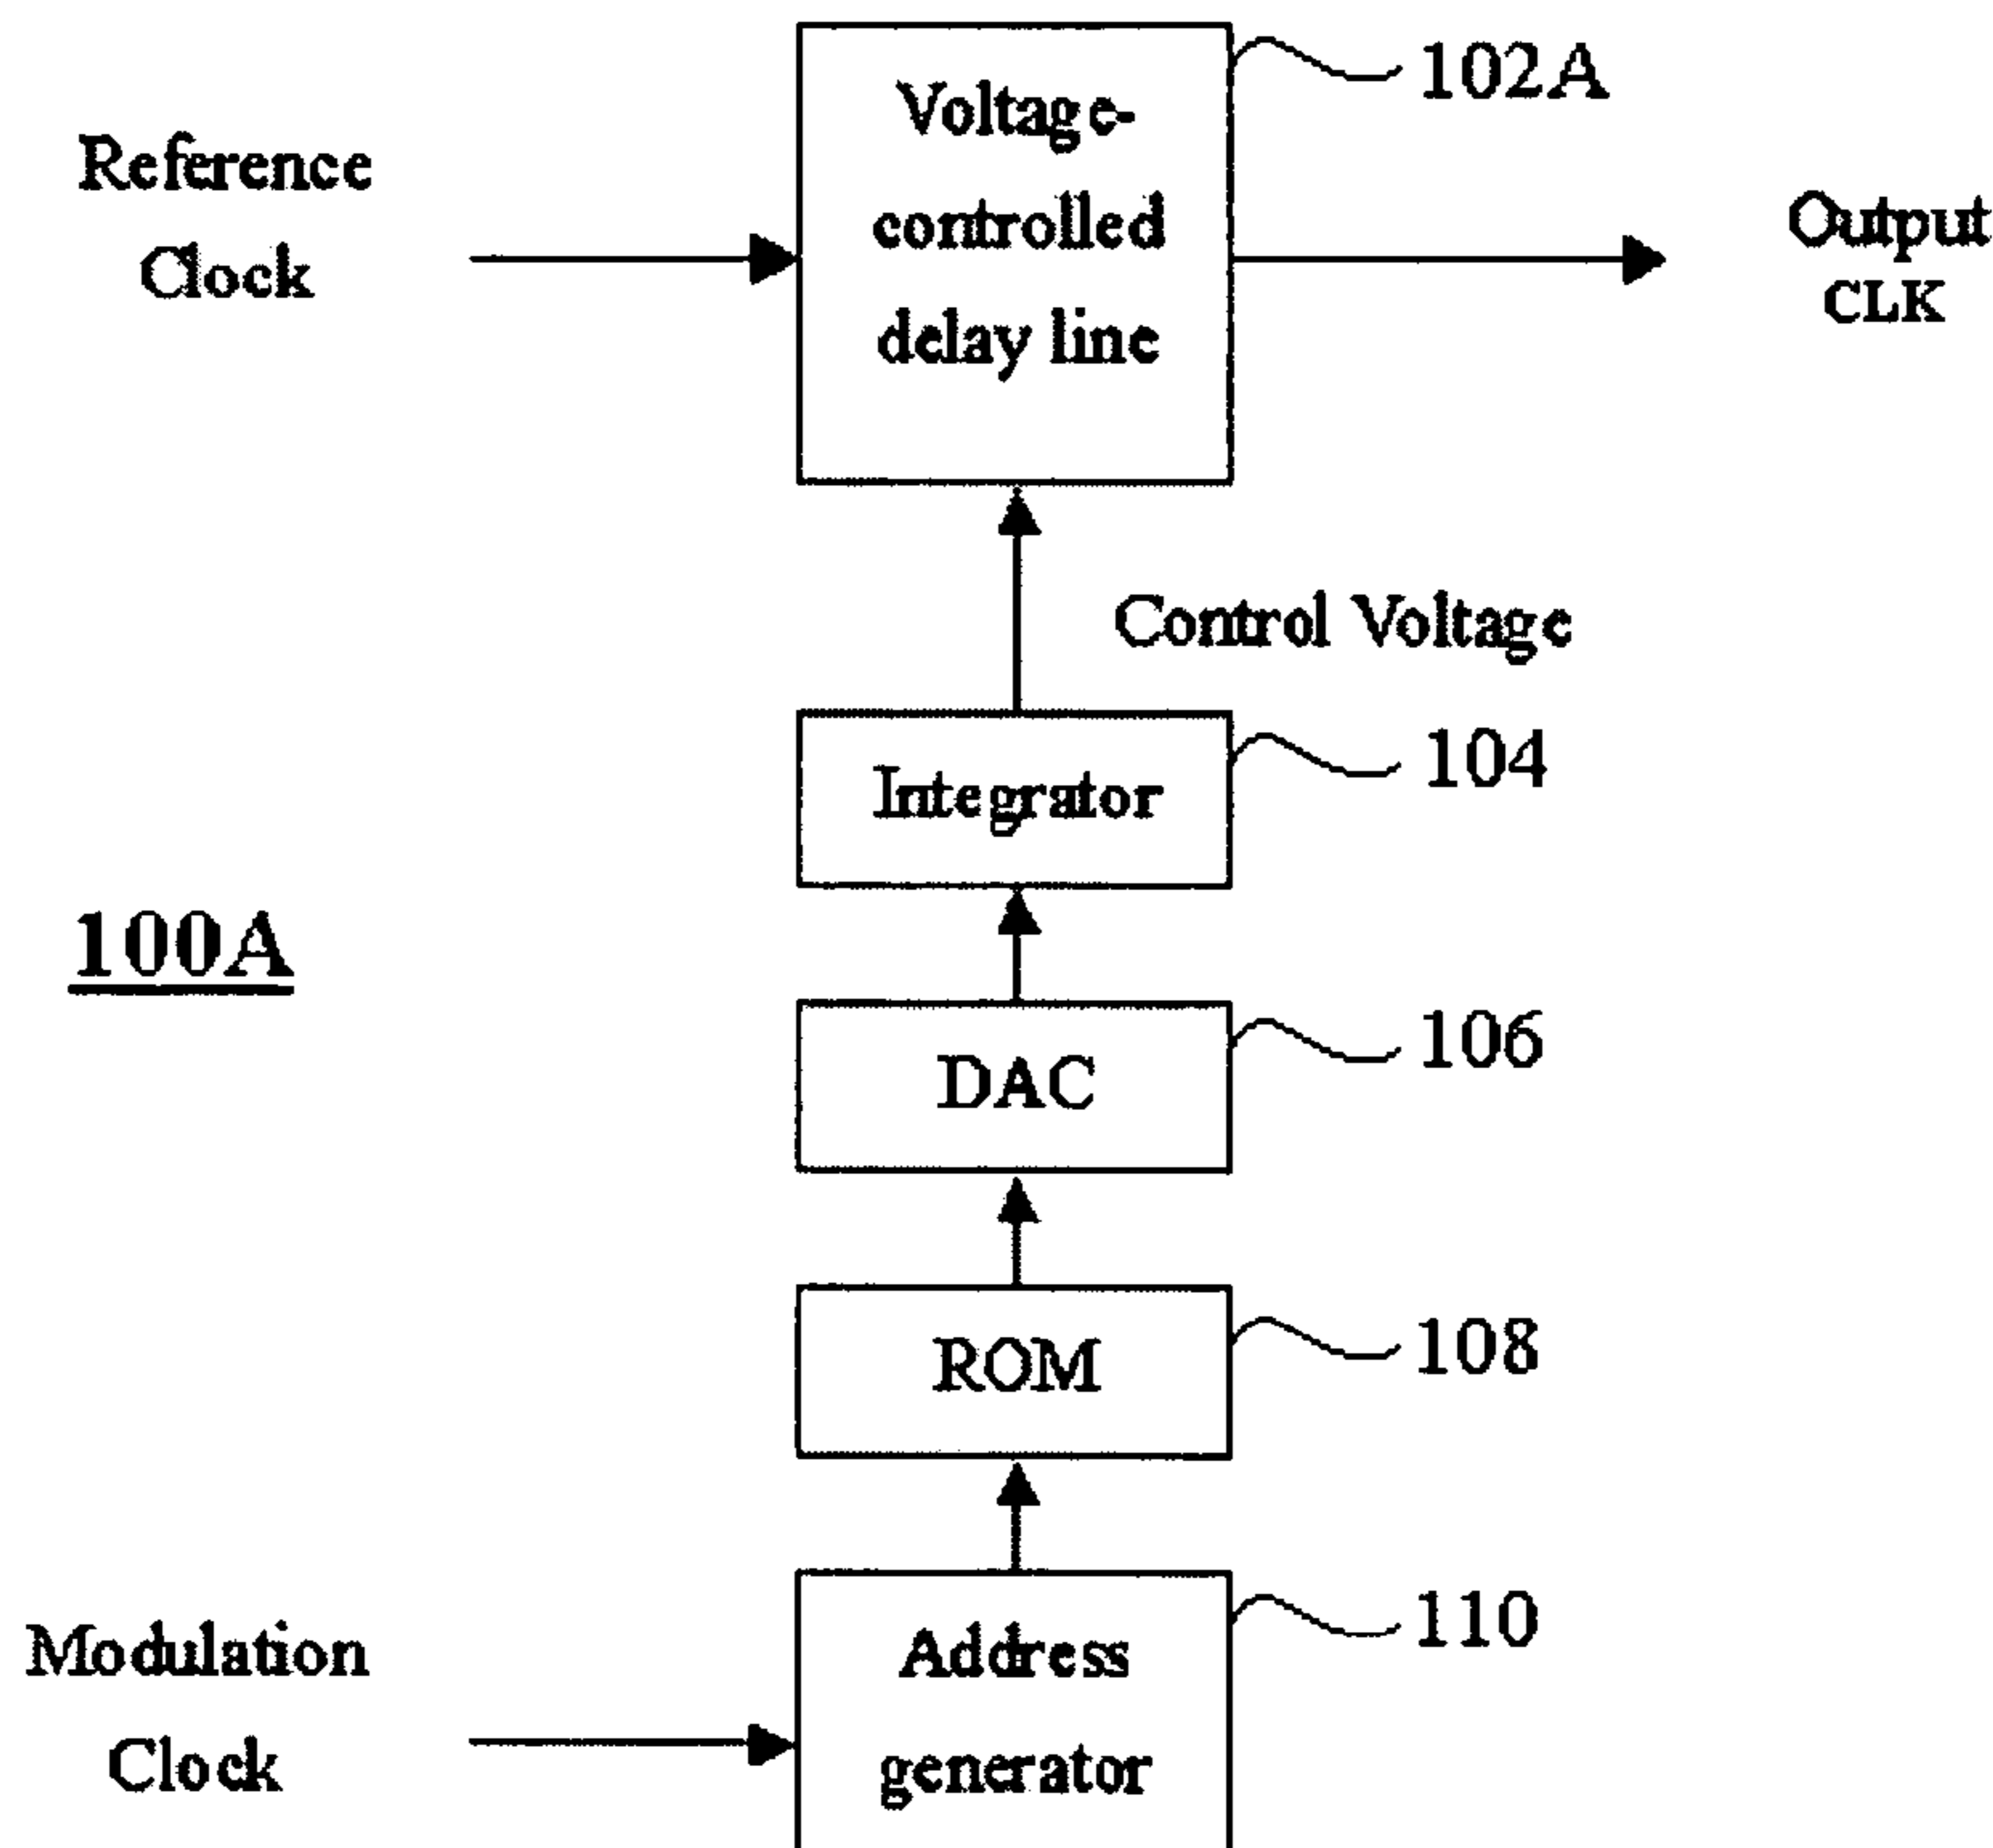 Voltage-
controlled
delay line
102A
Reference
Clock
Output
CLK
Control Voltage
Integrator
104
100A
DAC
106
ROM
108
Address
generator
110
Modulation
Clock